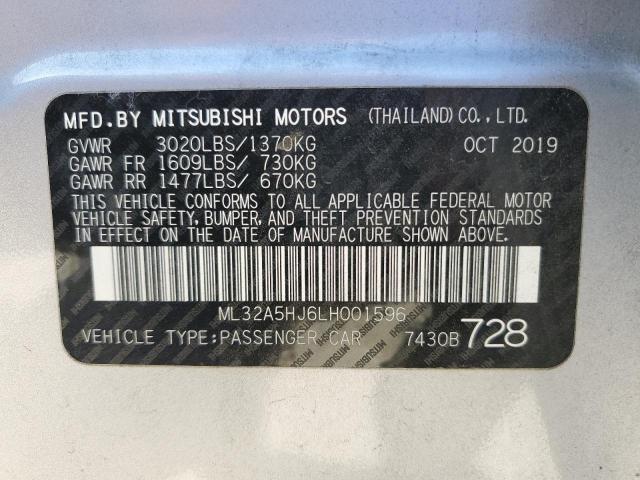 MFD.BY MITSUBISHI MOTORS (THAILAND)CO.,LTD.
GVWR 3020LBS/1370KG OCT 2019
GAWR FR 1609LBS/ 730KG
GAWR RR 1477LBS/ 670KG
THIS VEHICLE CONFORMS TO ALL APPLICABLE FEDERAL MOTOR
VEHICLE SAFETY, BUMPER, AND THEFT PREVENTION STANDARDS
IN EFFECT ON THE DATE OF MANUFACTURE SHOWN ABOVE.
ML32A5HJ6LH001596
VEHICLE TYPE:PASSENGER CAR 7430B 728